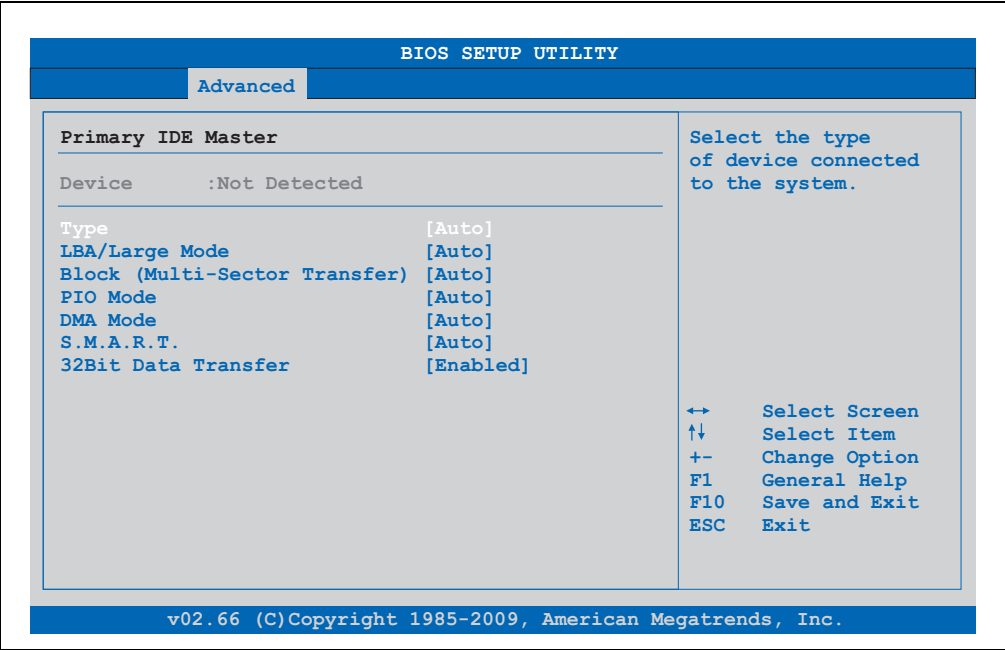 BIOS SETUP UTILITY
Advanced
Primary IDE Master
Device :Not Detected
Type [Auto]
LBA/Large Mode [Auto]
Block (Multi-Sector Transfer) [Auto]
PIO Mode [Auto]
DMA Mode [Auto]
S.M.A.R.T. [Auto]
32Bit Data Transfer [Enabled]
Select the type
of device connected
to the system.
↔ Select Screen
↑↓ Select Item
+- Change Option
F1 General Help
F10 Save and Exit
ESC Exit
v02.66 (C)Copyright 1985-2009, American Megatrends, Inc.